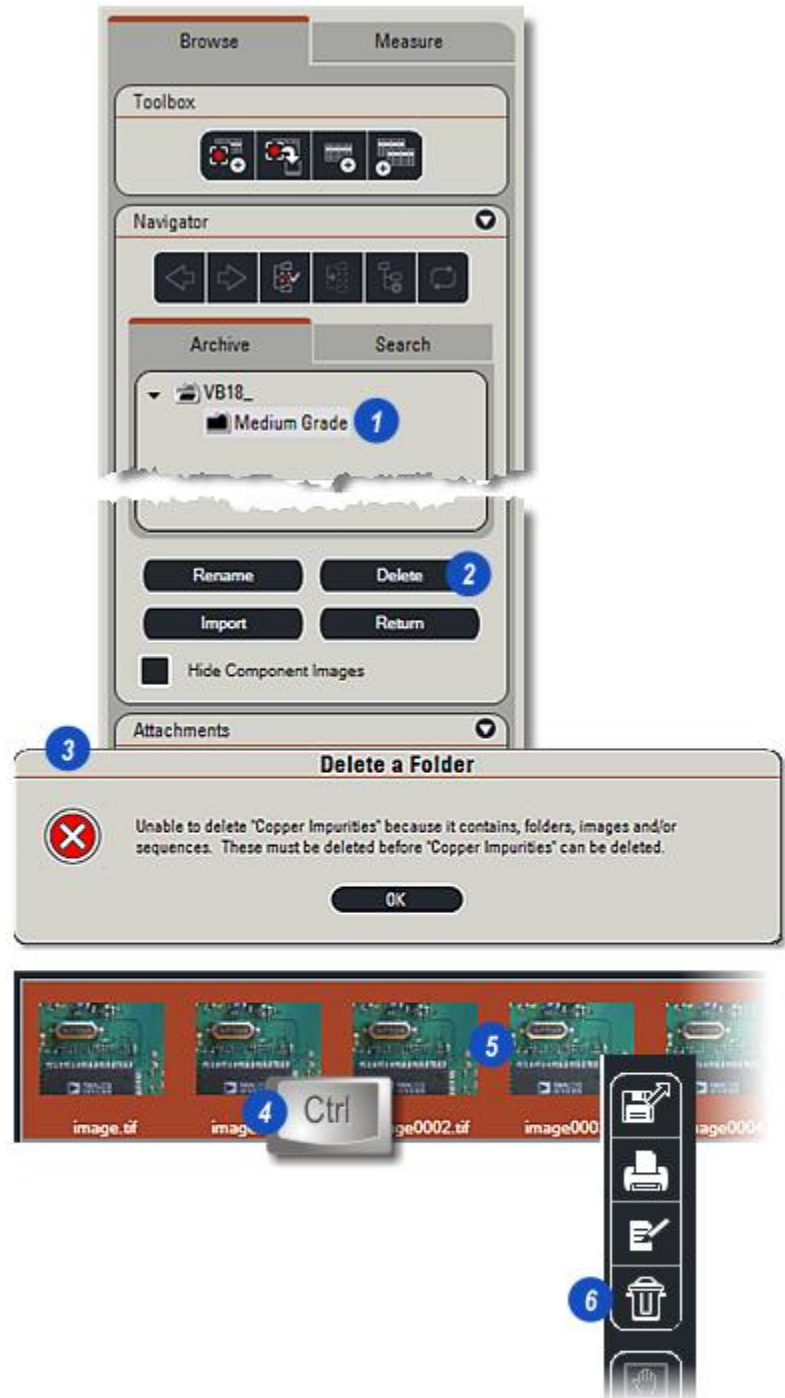 Browse Measure
Toolbox
Navigator
Archive Search
VB18_
Medium Grade 1
Rename Delete 2
Import Return
Hide Component Images
Attachments
3
Delete a Folder
Unable to delete "Copper Impurities" because it contains, folders, images and/or
sequences. These must be deleted before "Copper Impurities" can be deleted.
OK
5
4 Ctrl
image.tif
6